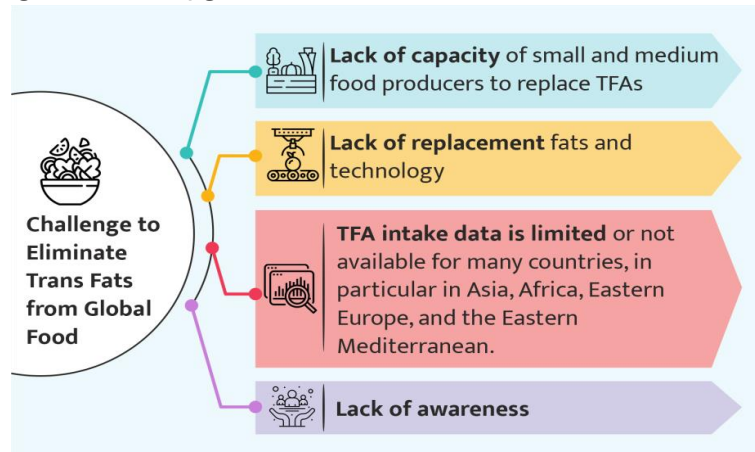 Challenge to
Eliminate
Trans Fats
from Global
Food
Lack of capacity of small and medium
food producers to replace TFAs
Lack of replacement fats and
technology
TFA intake data is limited or not
available for many countries, in
particular in Asia, Africa, Eastern
Europe, and the Eastern
Mediterranean.
Lack of awareness